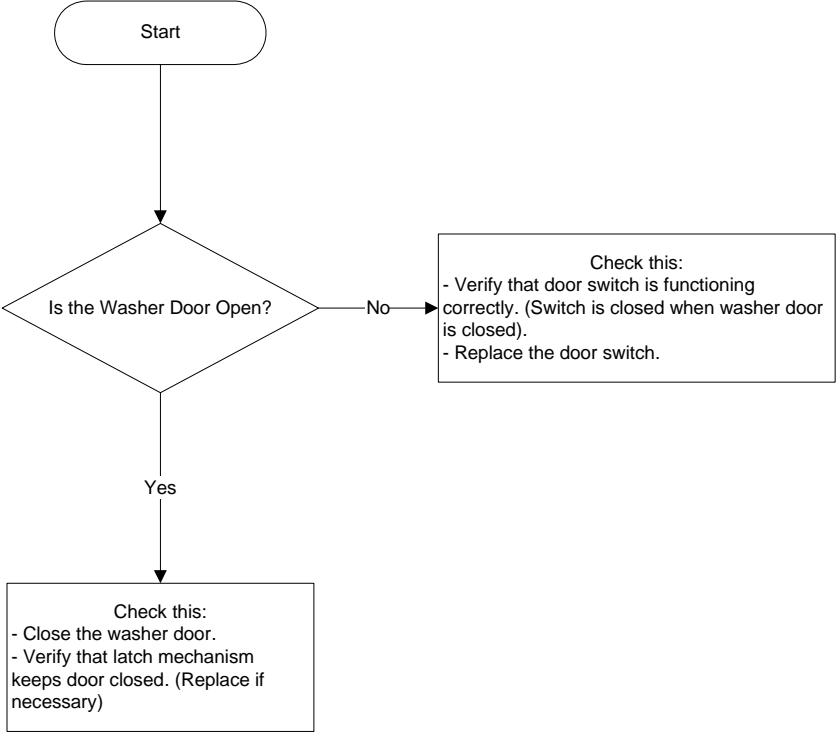 Start
Is the Washer Door Open?
No
Check this:
- Verify that door switch is functioning
correctly. (Switch is closed when washer door
is closed).
- Replace the door switch.
Yes
Check this:
- Close the washer door.
- Verify that latch mechanism
keeps door closed. (Replace if
necessary)